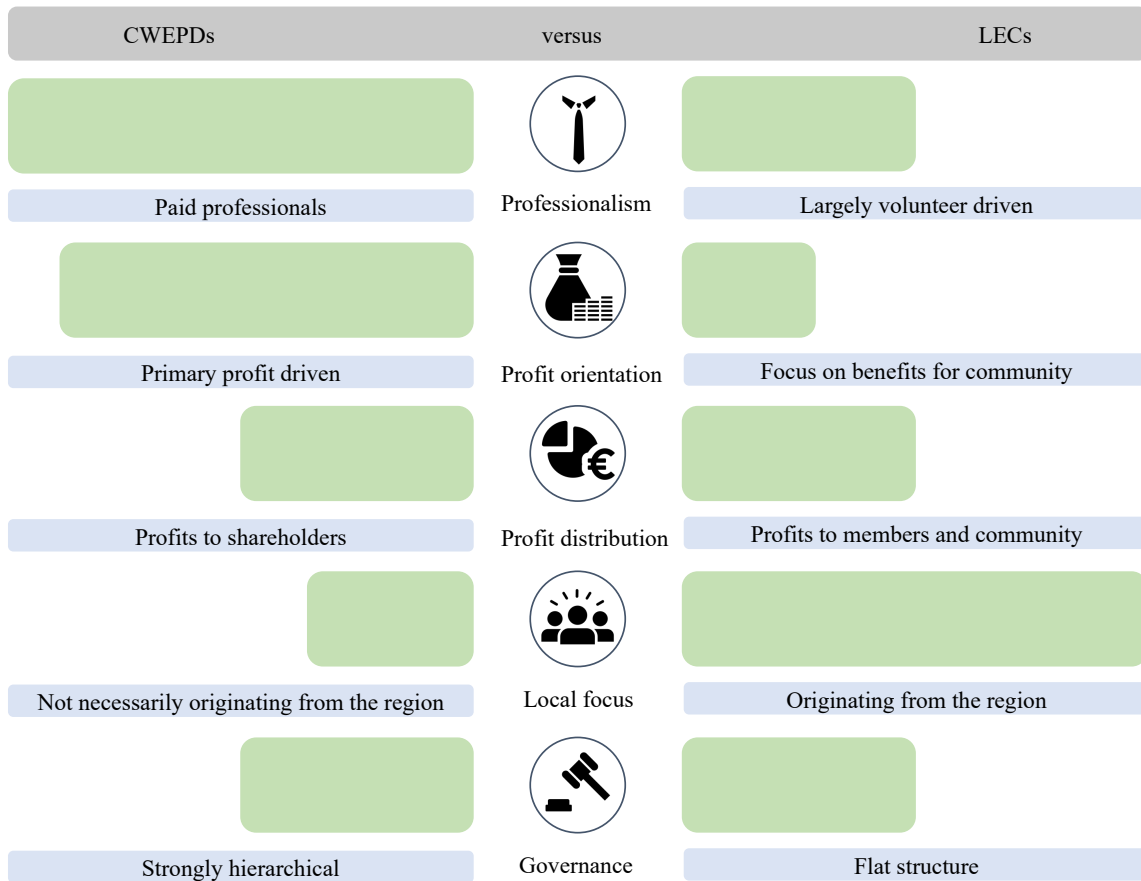 CWEPDs versus LECs
Paid professionals Professionalism Largely volunteer driven
Primary profit driven Profit orientation Focus on benefits for community
Profits to shareholders Profit distribution Profits to members and community
Not necessarily originating from the region Local focus Originating from the region
Strongly hierarchical Governance Flat structure